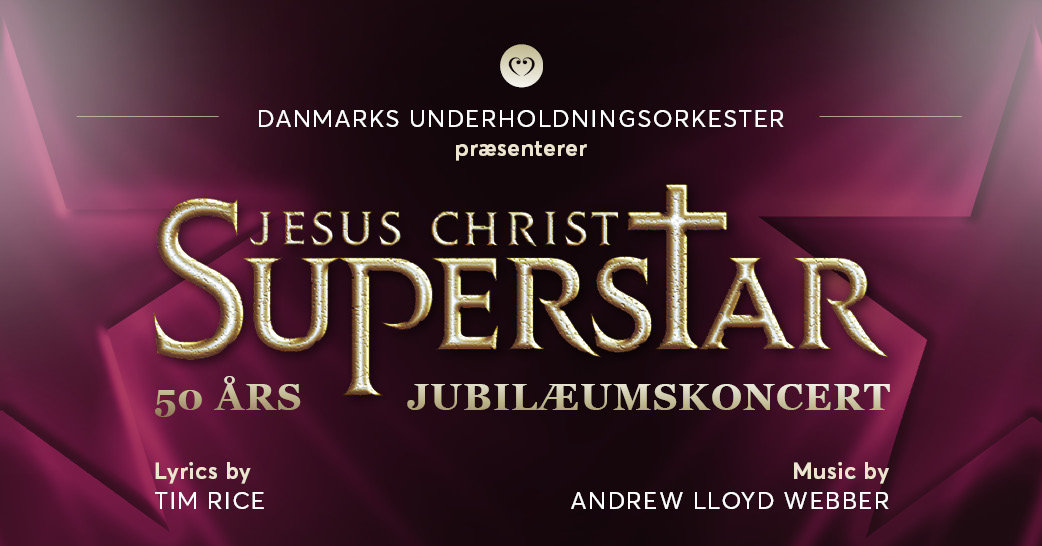 DANMARKS UNDERHOLDNINGSORKESTER
præsenterer
JESUS CHRIST
SUPERSTAR
50 ÅRS JUBILÆUMSKONCERT
Lyrics by
TIM RICE
Music by
ANDREW LLOYD WEBBER